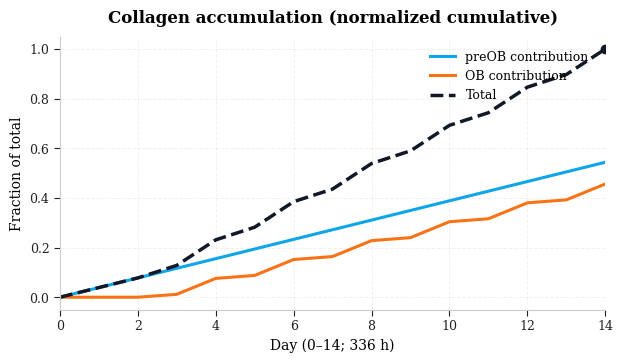 Collagen accumulation (normalized cumulative)
Fraction of total
1.0
0.8
0.6
0.4
0.2
0.0
preOB contribution
OB contribution
Total
0 2 4 6 8 10 12 14
Day (0–14; 336 h)